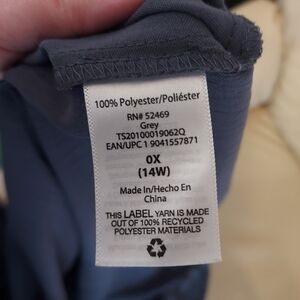 100% Polyester/Poliéster
RN# 52469
Grey
TS20100019062Q
EAN/UPC 1 9041557871
0X
(14W)
Made In/Hecho En
China
THIS LABEL YARN IS MADE
OUT OF 100% RECYCLED
POLYESTER MATERIALS